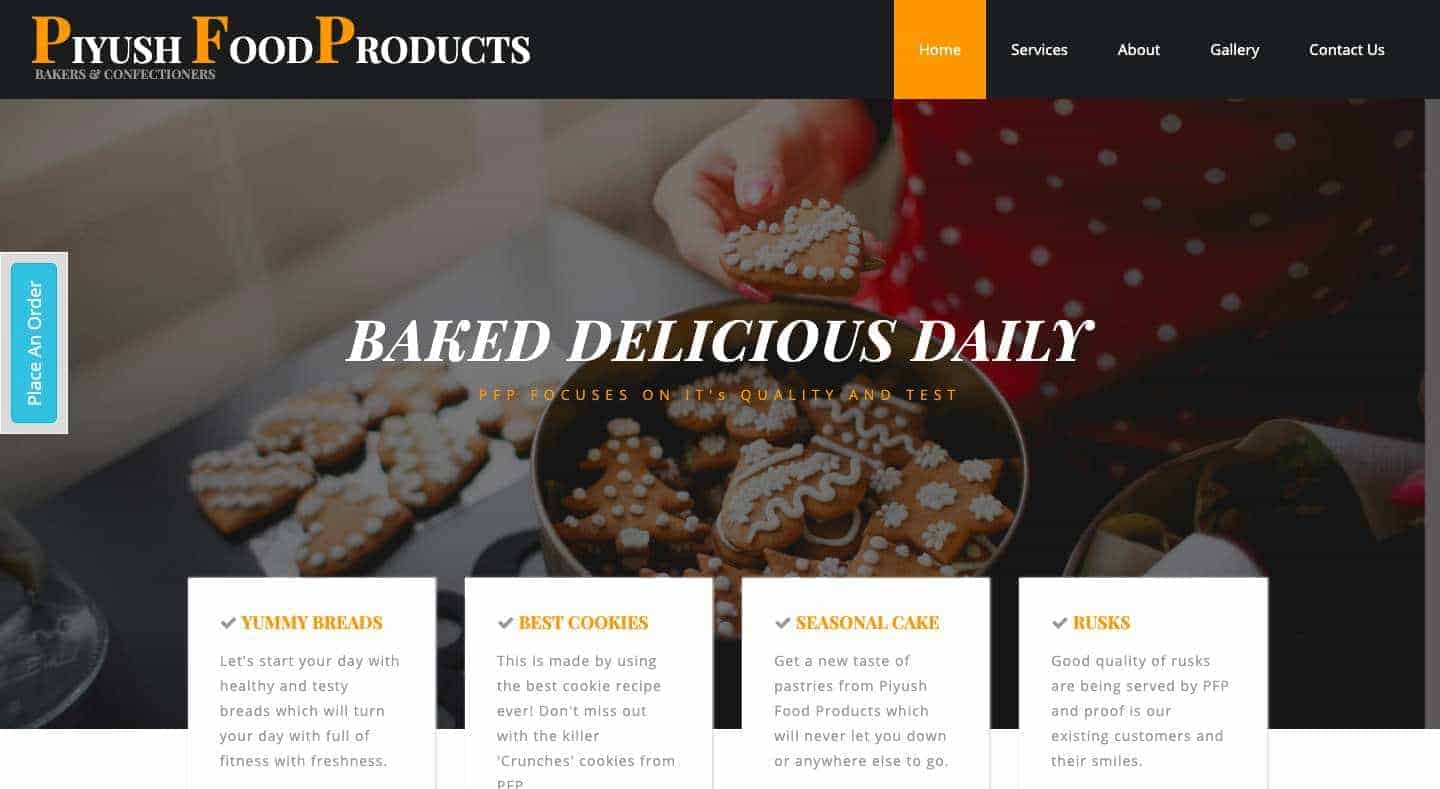 PIYUSH FOOD PRODUCTS
BAKERS & CONFECTIONERS
Home Services About Gallery Contact Us
Place An Order
BAKED DELICIOUS DAILY
PFP FOCUSES ON IT's QUALITY AND TEST
YUMMY BREADS
Let's start your day with
healthy and testy
breads which will turn
your day with full of
fitness with freshness.
BEST COOKIES
This is made by using
the best cookie recipe
ever! Don't miss out
with the killer
'Crunches' cookies from
PFP
SEASONAL CAKE
Get a new taste of
pastries from Piyush
Food Products which
will never let you down
or anywhere else to go.
RUSKS
Good quality of rusks
are being served by PFP
and proof is our
existing customers and
their smiles.